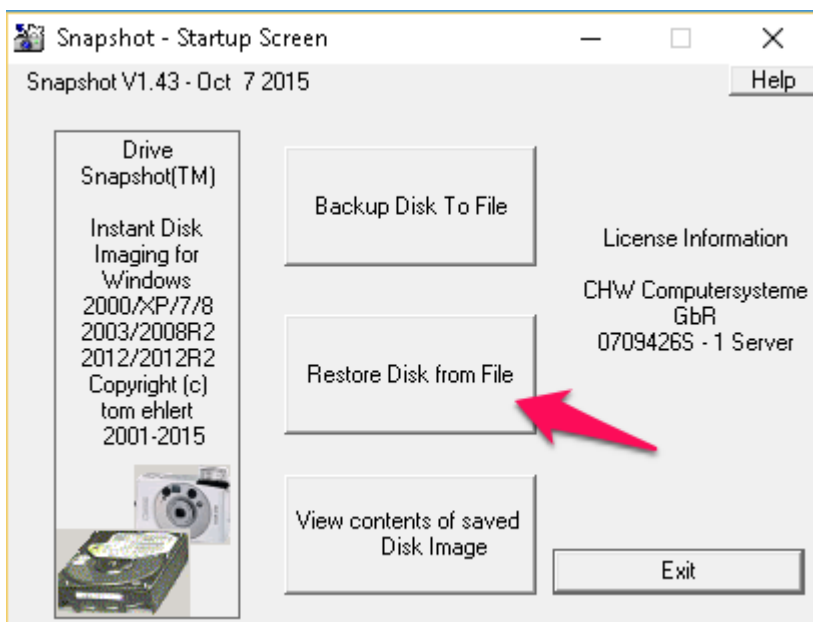 Snapshot - Startup Screen
Snapshot V1.43 - Oct 7 2015
Help
Drive
Snapshot(TM)
Instant Disk
Imaging for
Windows
2000/XP/7/8
2003/2008R2
2012/2012R2
Copyright (c)
tom ehlert
2001-2015
Backup Disk To File
Restore Disk from File
View contents of saved
Disk Image
License Information
CHW Computersysteme
GbR
0709426S - 1 Server
Exit